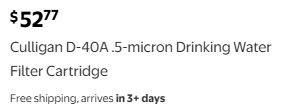 $52.77
Culligan D-40A .5-micron Drinking Water
Filter Cartridge
Free shipping, arrives in 3+ days